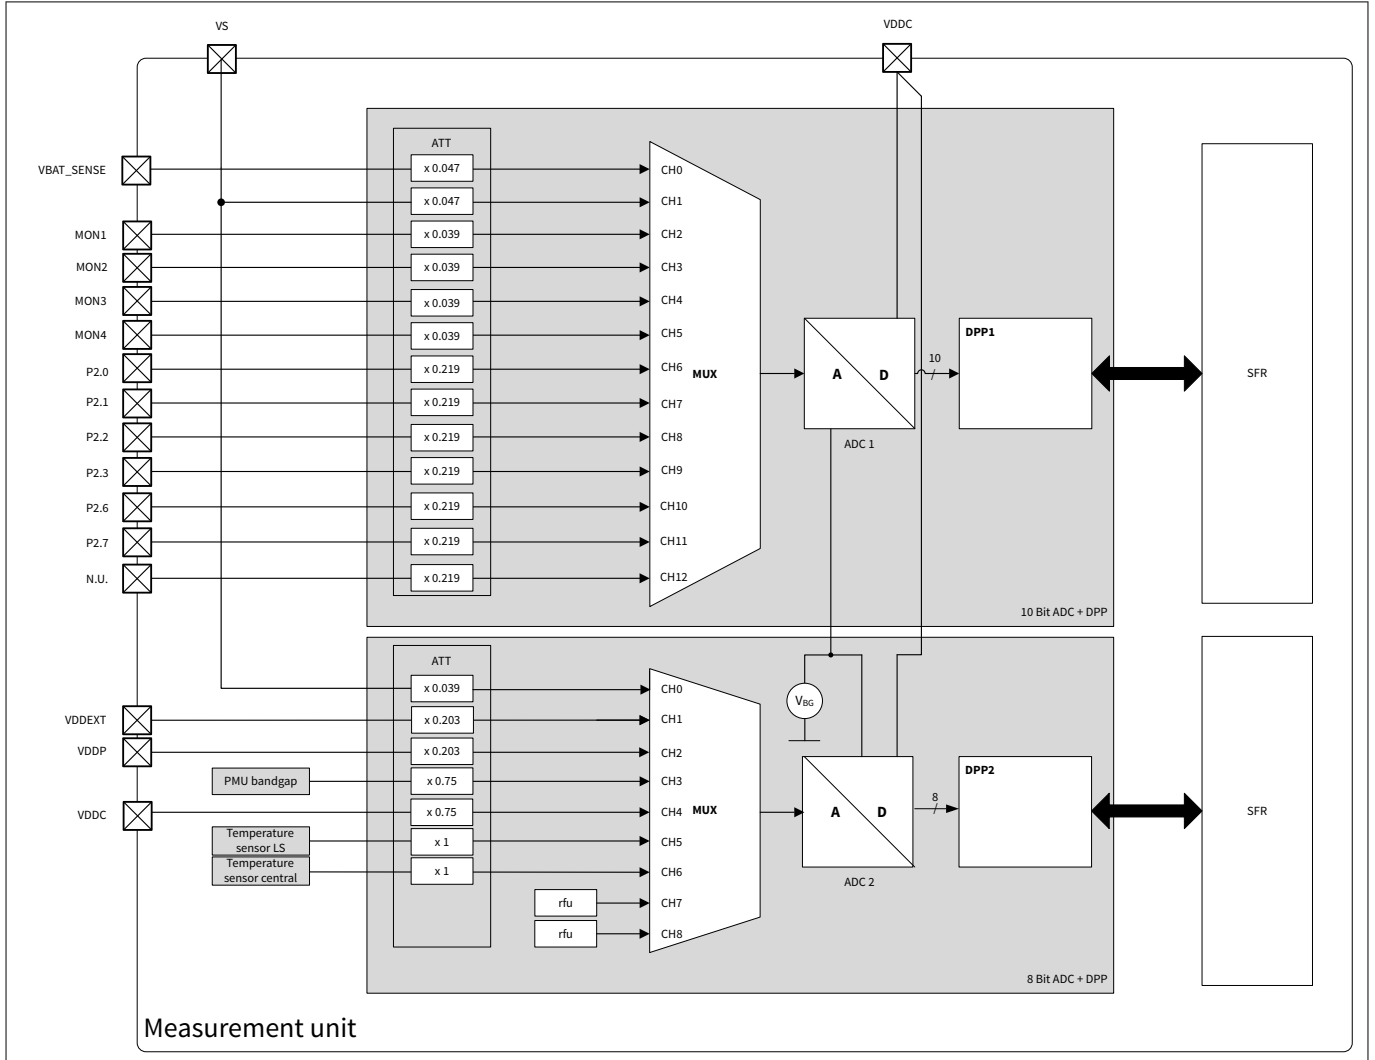 VS
VDDC
ATT
VBAT_SENSE
x 0.047
CH0
x 0.047
CH1
MON1
x 0.039
CH2
MON2
x 0.039
CH3
MON3
x 0.039
CH4
MON4
x 0.039
CH5
P2.0
x 0.219
CH6
MUX
P2.1
x 0.219
CH7
P2.2
x 0.219
CH8
P2.3
x 0.219
CH9
P2.6
x 0.219
CH10
P2.7
x 0.219
CH11
N.U.
x 0.219
CH12
A
D
ADC 1
10
DPP1
SFR
10 Bit ADC + DPP
ATT
x 0.039
CH0
VDDEXT
x 0.203
CH1
VDDP
x 0.203
CH2
PMU bandgap
x 0.75
CH3
VDDC
x 0.75
CH4
MUX
Temperature
sensor LS
x 1
CH5
Temperature
sensor central
x 1
CH6
rfu
CH7
rfu
CH8
VBG
A
D
ADC 2
8
DPP2
SFR
8 Bit ADC + DPP
Measurement unit